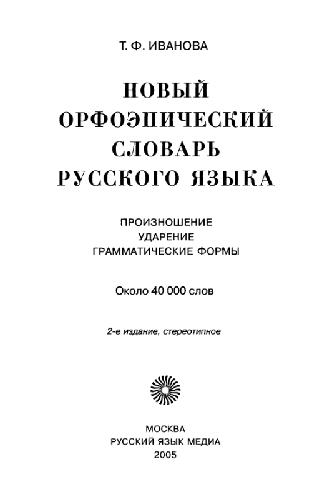 Т. Ф. ИВАНОВА
НОВЫЙ
ОРФОЭПИЧЕСКИЙ
СЛОВАРЬ
РУССКОГО ЯЗЫКА
ПРОИЗНОШЕНИЕ
УДАРЕНИЕ
ГРАММАТИЧЕСКИЕ ФОРМЫ
Около 40 000 слов
2-е издание, стереотипное
МОСКВА
РУССКИЙ ЯЗЫК МЕДИА
2005